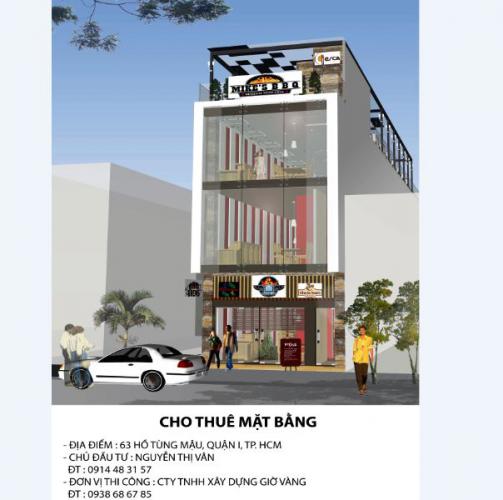 esca
MIKE'S B B Q
CHO THUÊ MẶT BẰNG
- ĐỊA ĐIỂM : 63 HỒ TÙNG MẬU, QUẬN I, TP. HCM
- CHỦ ĐẦU TƯ : NGUYỄN THỊ VÂN
ĐT : 0914 48 31 57
- ĐƠN VỊ THI CÔNG : CTY TNHH XÂY DỰNG GIỜ VÀNG
ĐT : 0938 68 67 85